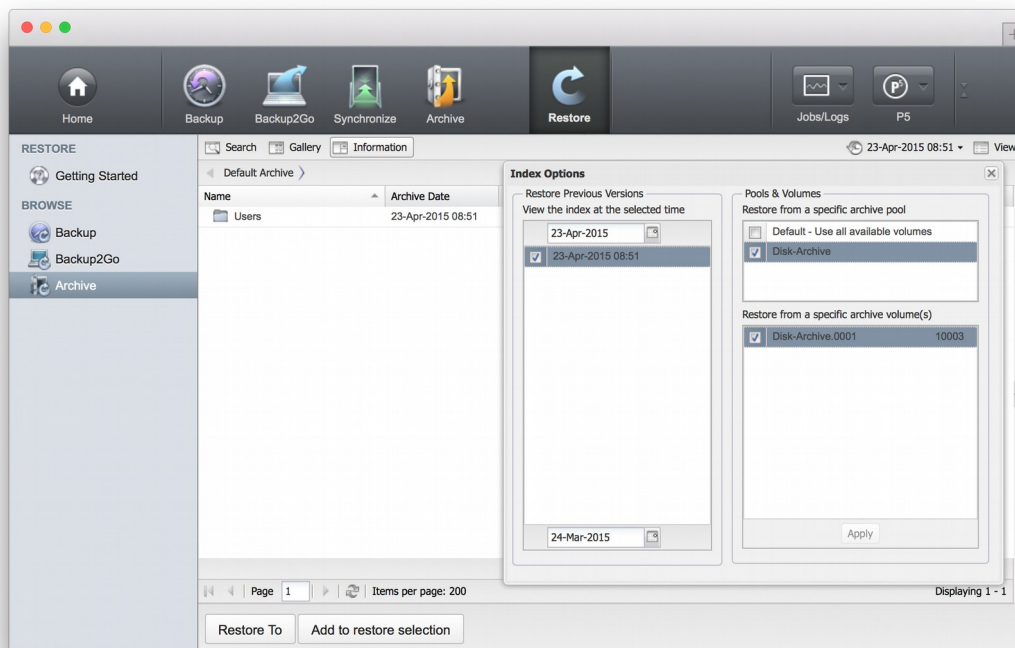 Home
Backup
Backup2Go
Synchronize
Archive
Restore
Jobs/Logs
P5
RESTORE
Getting Started
BROWSE
Backup
Backup2Go
Archive
Search Gallery Information
23-Apr-2015 08:51
View
Default Archive
Name Archive Date
Users 23-Apr-2015 08:51
Index Options
Restore Previous Versions
View the index at the selected time
23-Apr-2015
23-Apr-2015 08:51
24-Mar-2015
Pools & Volumes
Restore from a specific archive pool
Default - Use all available volumes
Disk-Archive
Restore from a specific archive volume(s)
Disk-Archive.0001 10003
Apply
Page 1 Items per page: 200
Displaying 1 - 1
Restore To Add to restore selection